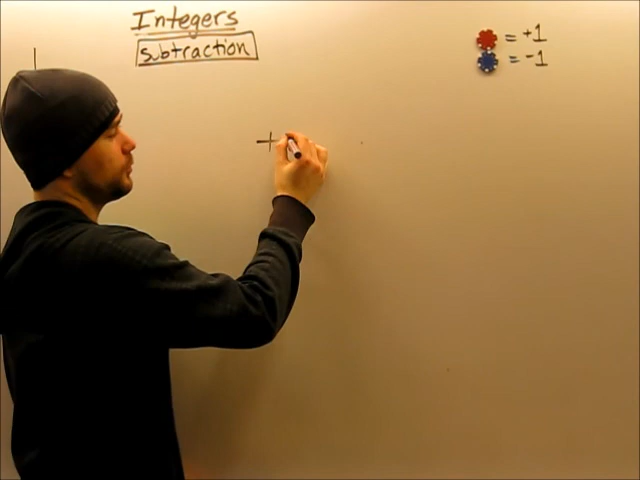 Integers
subtraction
= +1
= -1
+